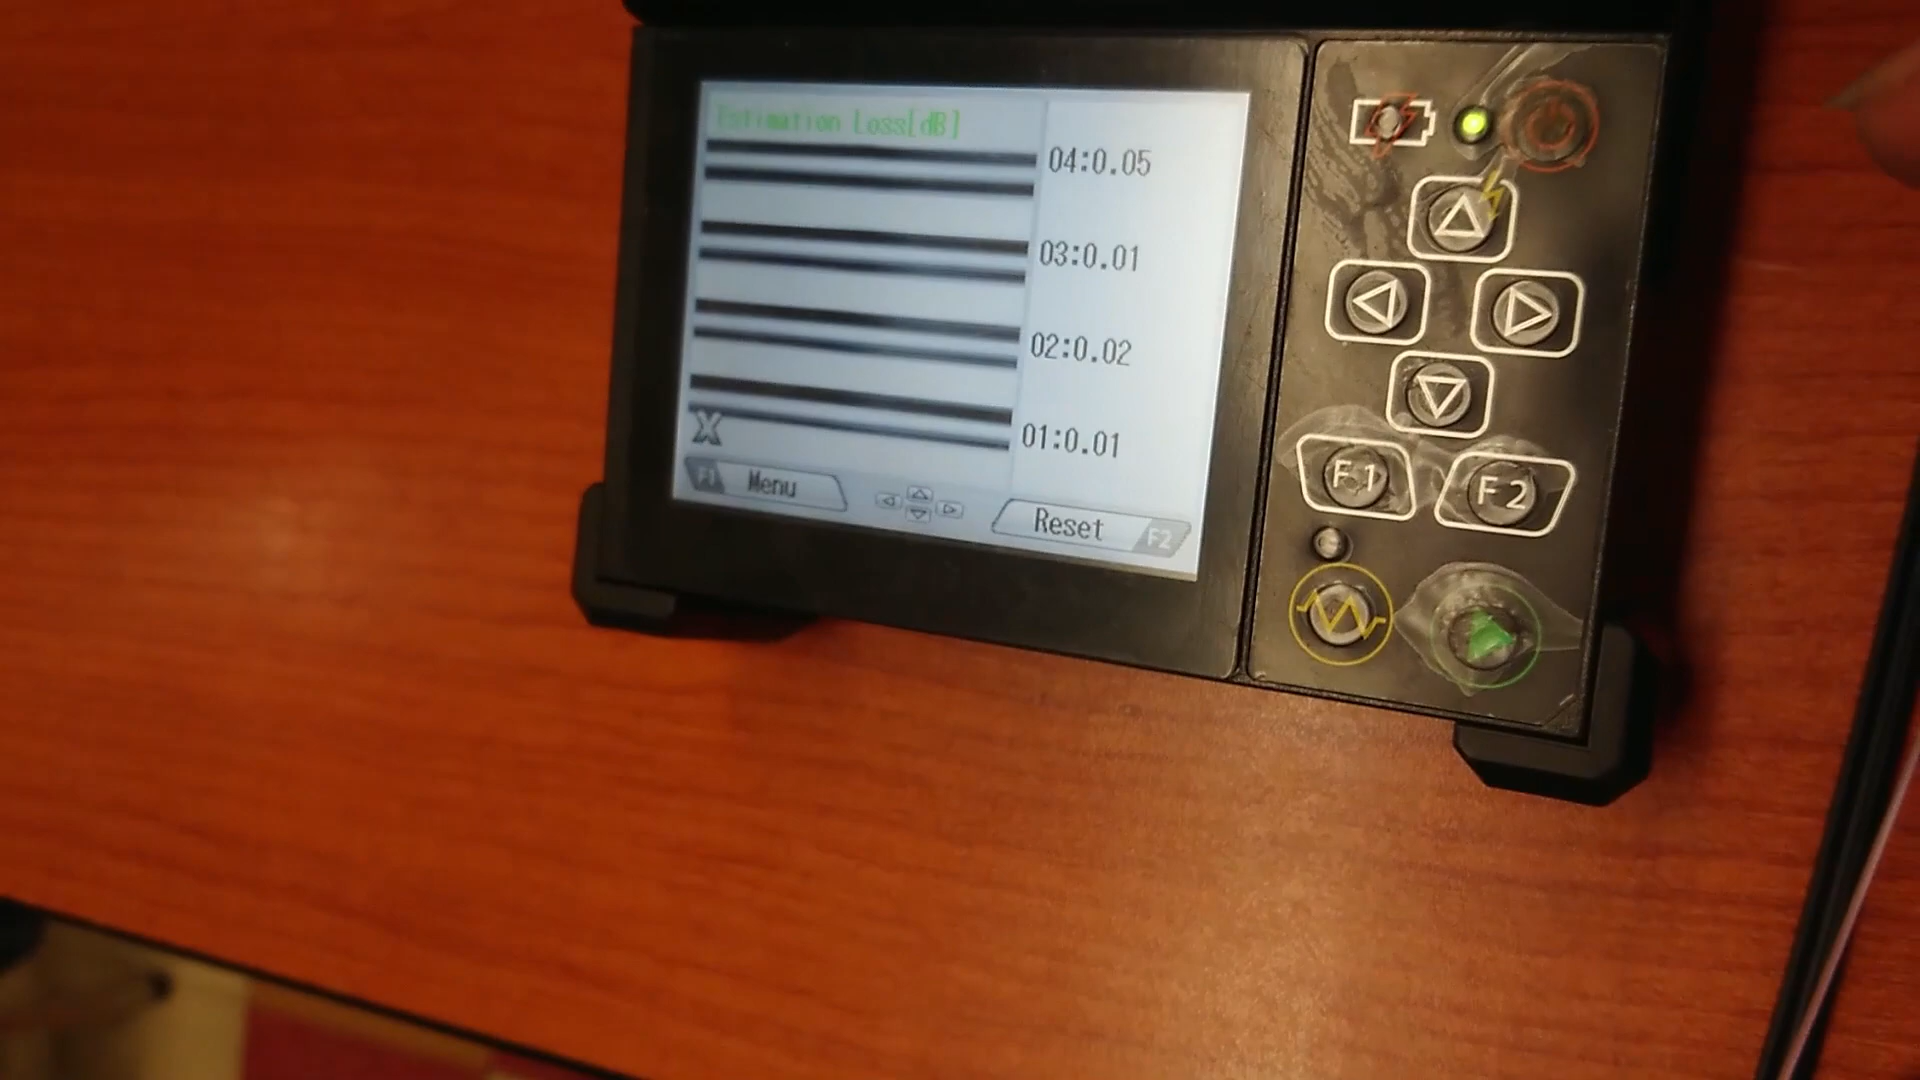 Estimation Loss[dB]
04:0.05
03:0.01
02:0.02
01:0.01
X
F1 Menu
Reset F2
F1
F2